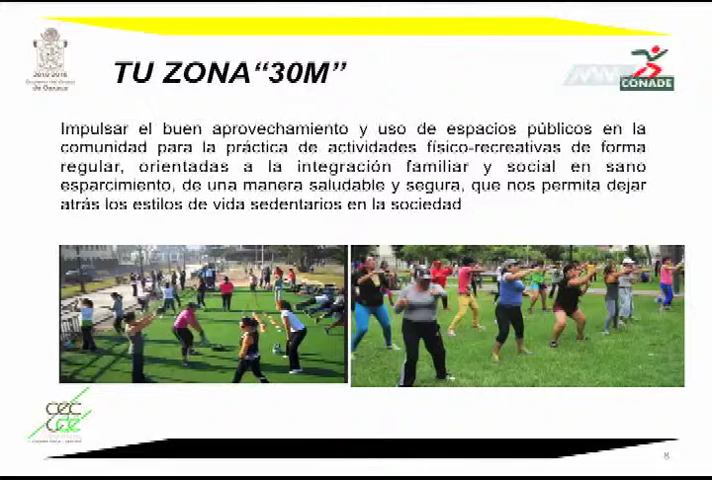 TU ZONA“30M”
CONADE
de Oaxaca
Impulsar el buen aprovechamiento y uso de espacios públicos en la
comunidad para la práctica de actividades físico-recreativas de forma
regular, orientadas a la integración familiar y social en sano
esparcimiento, de una manera saludable y segura, que nos permita dejar
atrás los estilos de vida sedentarios en la sociedad
8